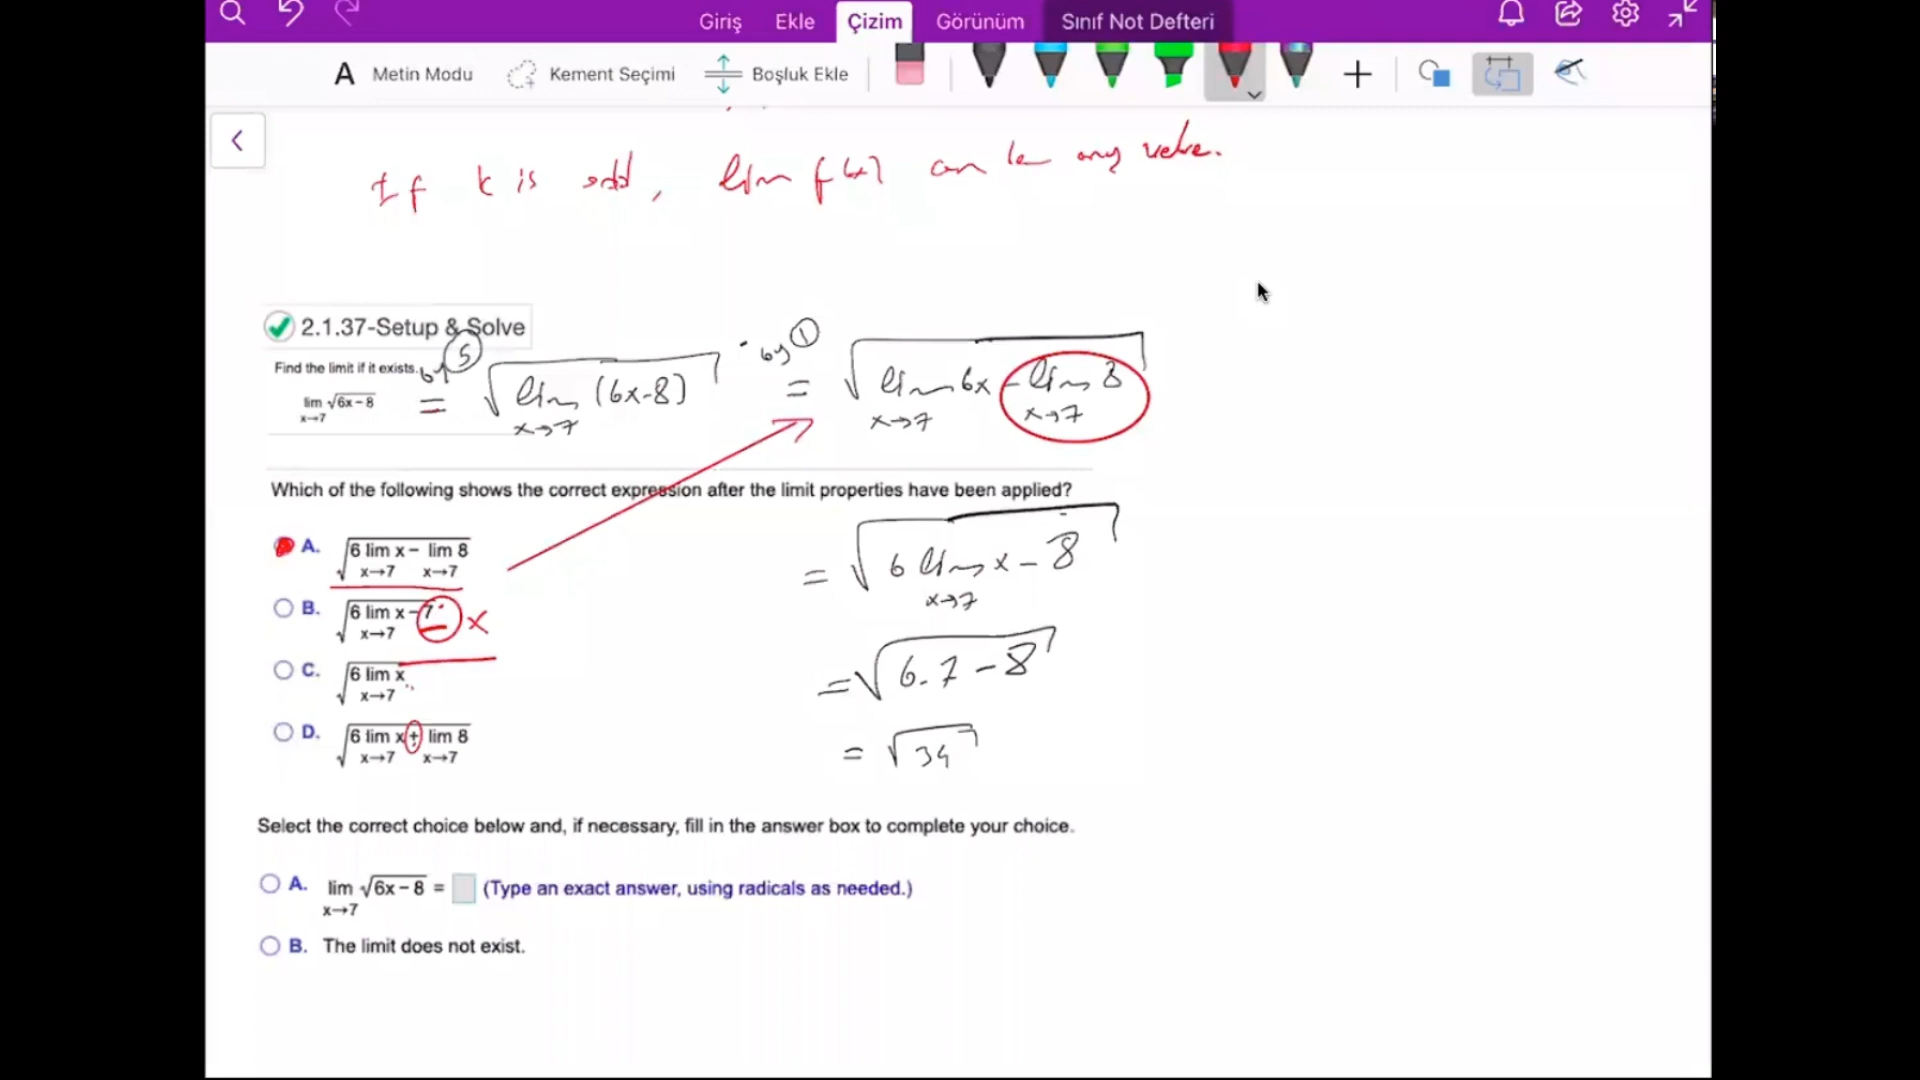 Giriş Ekle Çizim Görünüm Sınıf Not Defteri
A Metin Modu Kement Seçimi Boşluk Ekle
If k is odd, lim f(x) can be any value.
2.1.37-Setup & Solve
Find the limit if it exists.
lim √6x − 8
x→7
by ⑤
= √lim (6x-8)
x→7
by ①
= √lim 6x - lim 8
x→7 x→7
Which of the following shows the correct expression after the limit properties have been applied?
A. √6 lim x − lim 8
x→7 x→7
B. √6 lim x − 7 x
x→7
C. √6 lim x
x→7
D. √6 lim x + lim 8
x→7 x→7
= √6 lim x - 8
x→7
= √6.7 - 8
= √34
Select the correct choice below and, if necessary, fill in the answer box to complete your choice.
A. lim √6x − 8 = (Type an exact answer, using radicals as needed.)
x→7
B. The limit does not exist.